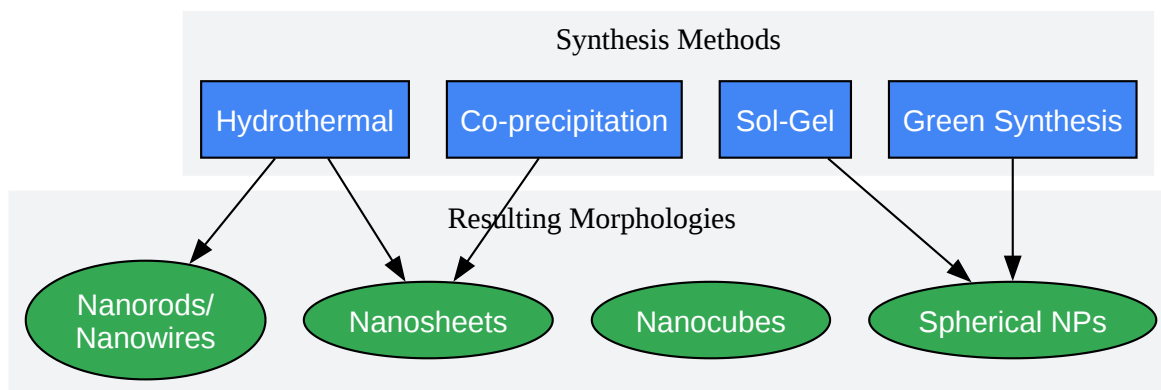 Synthesis Methods
Hydrothermal
Co-precipitation
Sol-Gel
Green Synthesis
Resulting Morphologies
Nanorods/
Nanowires
Nanosheets
Nanocubes
Spherical NPs